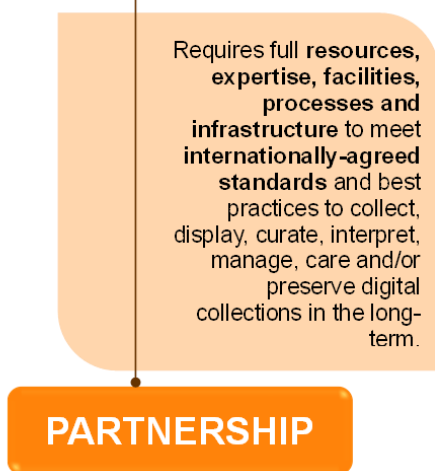 Requires full resources,
expertise, facilities,
processes and
infrastructure to meet
internationally-agreed
standards and best
practices to collect,
display, curate, interpret,
manage, care and/or
preserve digital
collections in the long-
term.
PARTNERSHIP